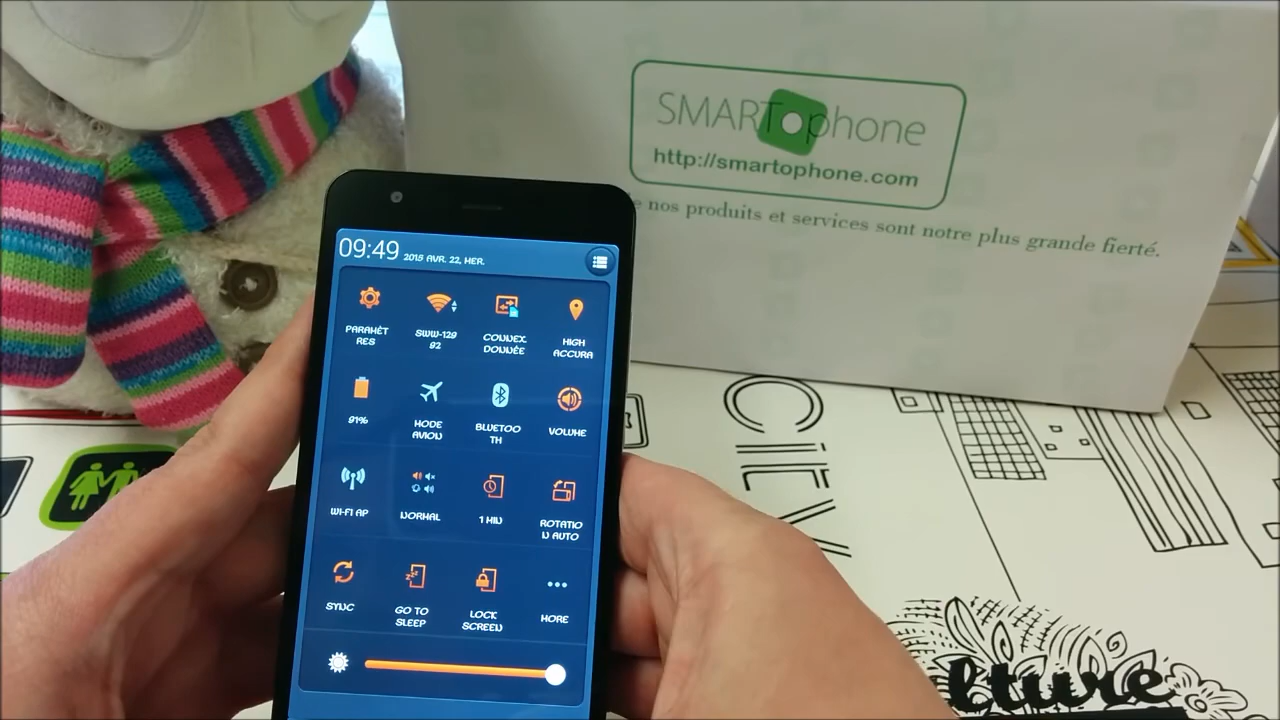 SMARTophone
http://smartophone.com
e nos produits et services sont notre plus grande fierté.
09:49 2015 AVR. 22, MER.
PARAMÈT
RES
SWW-129
92
CONNEX.
DONNÉE
HIGH
ACCURA
91%
MODE
AVION
BLUETOO
TH
VOLUME
WI-FI AP
NORMAL
1 MIN
ROTATIO
N AUTO
SYNC
GO TO
SLEEP
LOCK
SCREEN
MORE
CiTY
lture